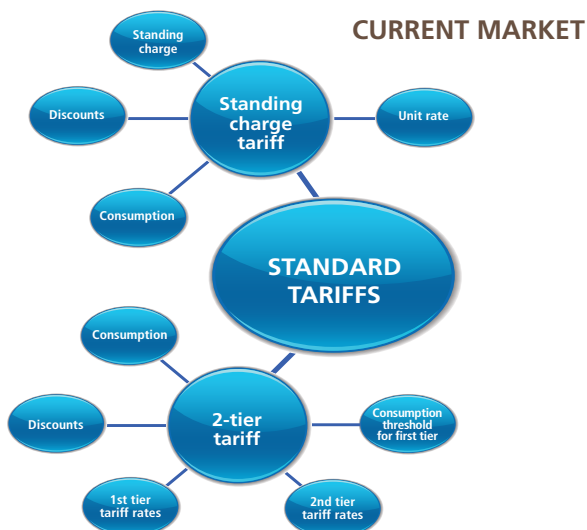 CURRENT MARKET
Standing
charge
Discounts
Standing
charge
tariff
Unit rate
Consumption
STANDARD
TARIFFS
Consumption
Discounts
2-tier
tariff
Consumption
threshold
for first tier
1st tier
tariff rates
2nd tier
tariff rates